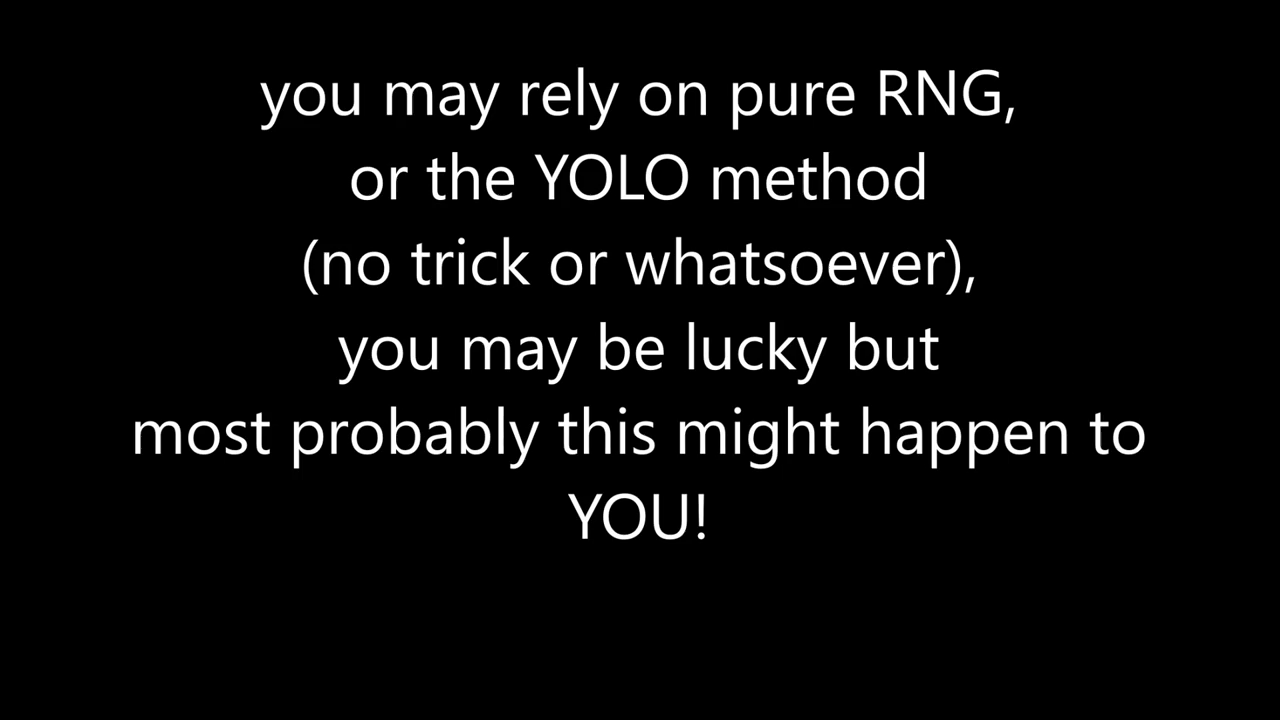 you may rely on pure RNG,
or the YOLO method
(no trick or whatsoever),
you may be lucky but
most probably this might happen to
YOU!